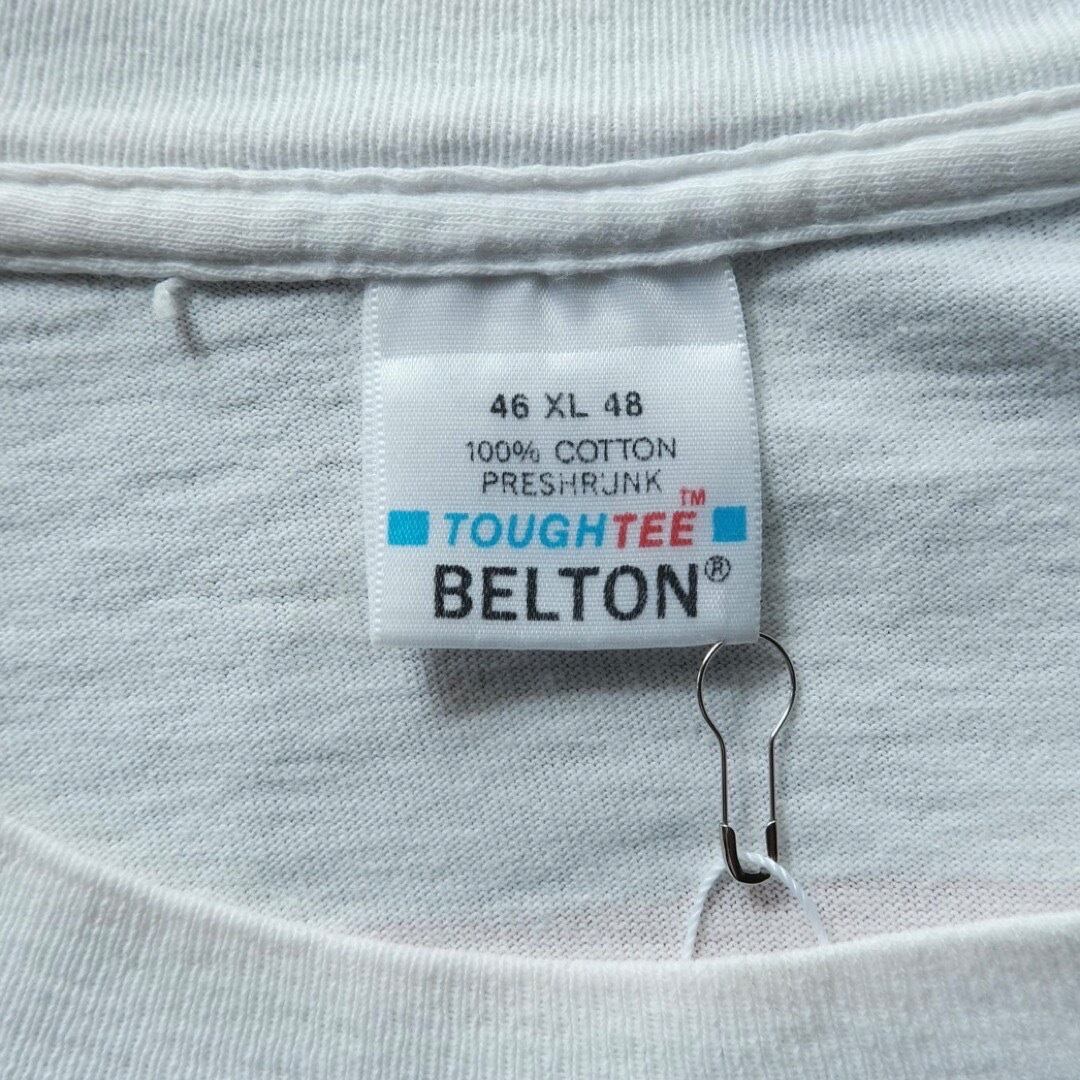 46 XL 48
100% COTTON
PRESHRUNK
TOUGHTEE™
BELTON®